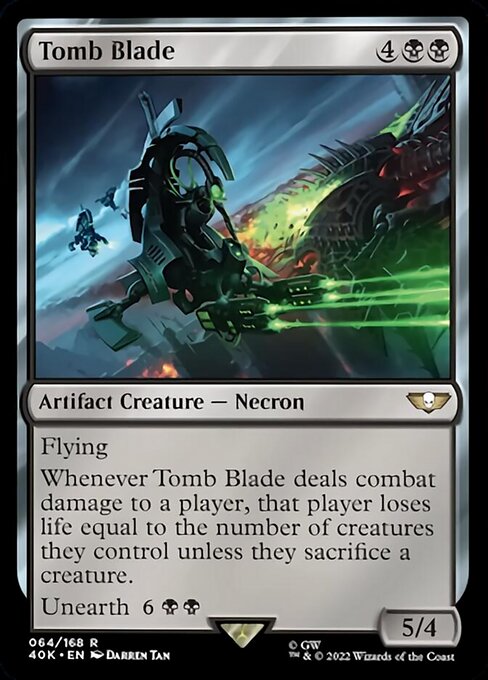 Tomb Blade 4
Artifact Creature — Necron
Flying
Whenever Tomb Blade deals combat
damage to a player, that player loses
life equal to the number of creatures
they control unless they sacrifice a
creature.
Unearth 6
5/4
064/168 R
40K • EN Darren Tan
© GW
™ & © 2022 Wizards of the Coast